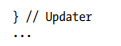 } // Updater
...